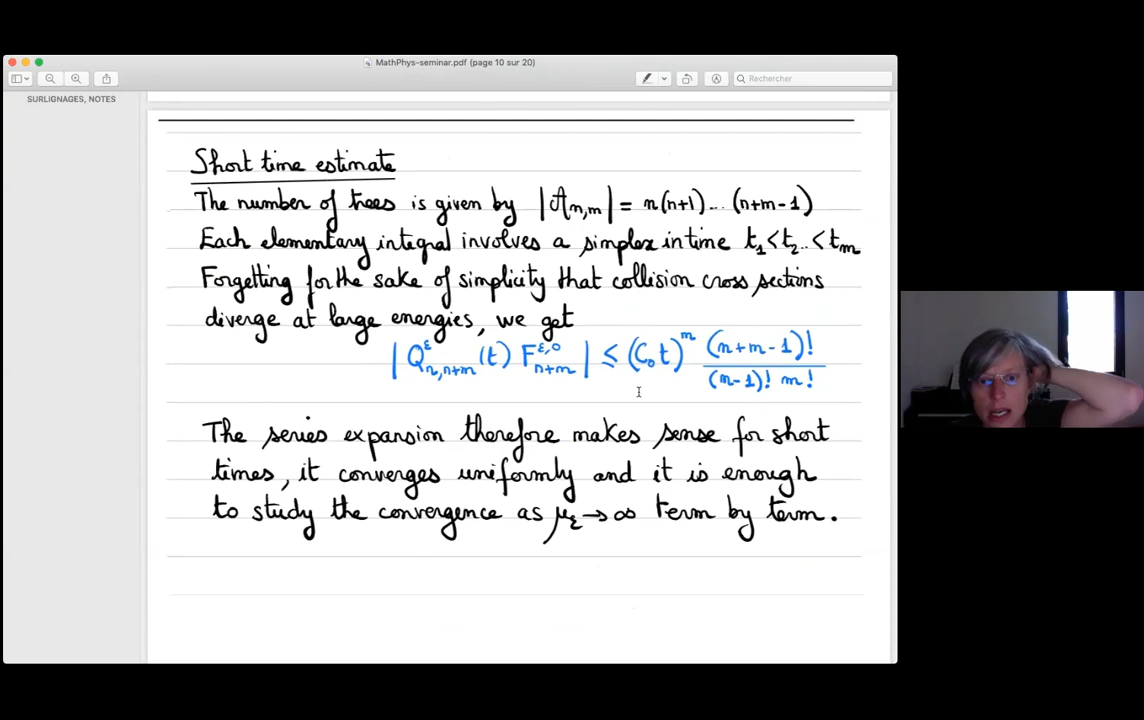 MathPhys-seminar.pdf (page 10 sur 20)
Rechercher
SURLIGNAGES, NOTES
Short time estimate
The number of trees is given by |𝒜_{n,m}| = n(n+1)... (n+m-1)
Each elementary integral involves a simplex in time t₁<t₂..<t_m
Forgetting for the sake of simplicity that collision cross sections
diverge at large energies, we get
|Q^ε_{n,n+m}(t) F^{ε,0}_{n+m}| ≤ (C₀t)^m (n+m-1)! / (n-1)! m!
The series expansion therefore makes sense for short
times, it converges uniformly and it is enough
to study the convergence as μ_ε→∞ term by term.